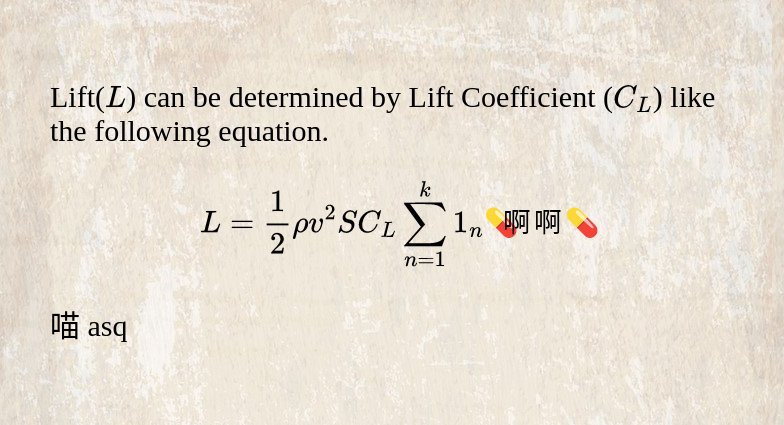 Lift(L) can be determined by Lift Coefficient (C_L) like
the following equation.
L = \frac{1}{2} \rho v^2 S C_L \sum_{n=1}^{k} 1_n 💊啊 啊 💊
喵 asq